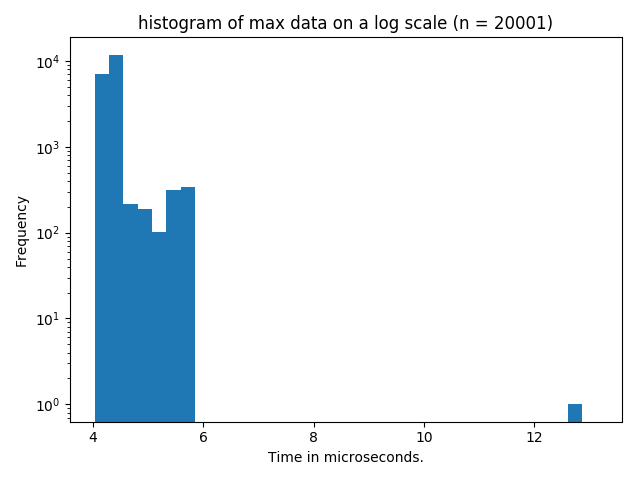 histogram of max data on a log scale (n = 20001)
Frequency
10⁴
10³
10²
10¹
10⁰
4 6 8 10 12
Time in microseconds.